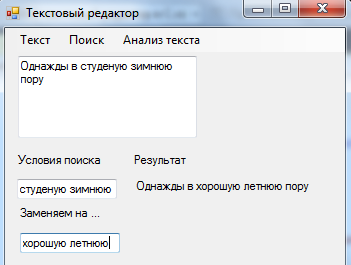 Текстовый редактор
Текст Поиск Анализ текста
Однажды в студеную зимнюю
пору
Условия поиска Результат
студеную зимнюю Однажды в хорошую летнюю пору
Заменяем на ...
хорошую летнюю